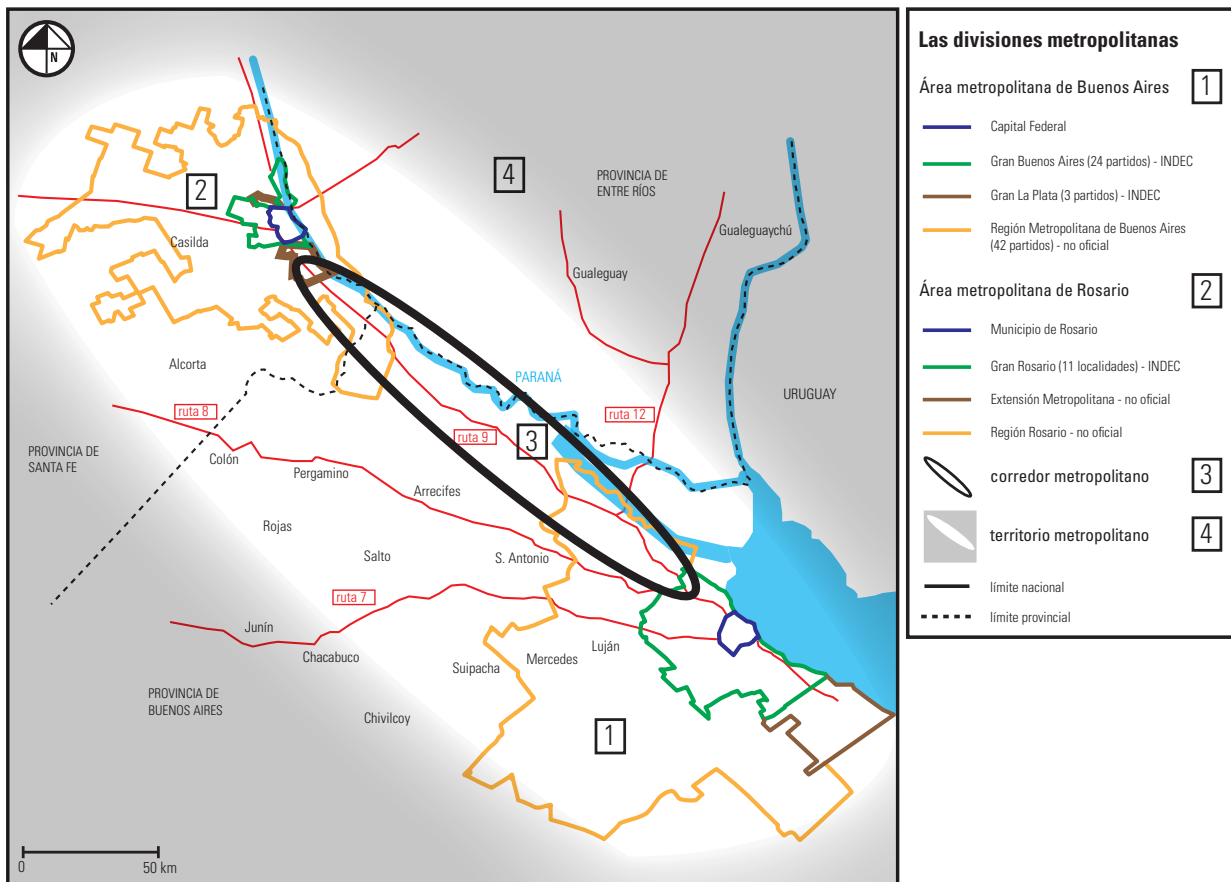 N
2
4
PROVINCIA DE
ENTRE RÍOS
Gualeguaychú
Casilda
Gualeguay
Alcorta
PARANÁ
URUGUAY
ruta 8
ruta 12
ruta 9
3
PROVINCIA DE
SANTA FE
Colón
Pergamino
Arrecifes
Rojas
Salto
S. Antonio
ruta 7
Junín
Chacabuco
Luján
Mercedes
Suipacha
PROVINCIA DE
BUENOS AIRES
Chivilcoy
1
0
50 km
Las divisiones metropolitanas
Área metropolitana de Buenos Aires 1
Capital Federal
Gran Buenos Aires (24 partidos) - INDEC
Gran La Plata (3 partidos) - INDEC
Región Metropolitana de Buenos Aires
(42 partidos) - no oficial
Área metropolitana de Rosario 2
Municipio de Rosario
Gran Rosario (11 localidades) - INDEC
Extensión Metropolitana - no oficial
Región Rosario - no oficial
corredor metropolitano 3
territorio metropolitano 4
límite nacional
límite provincial